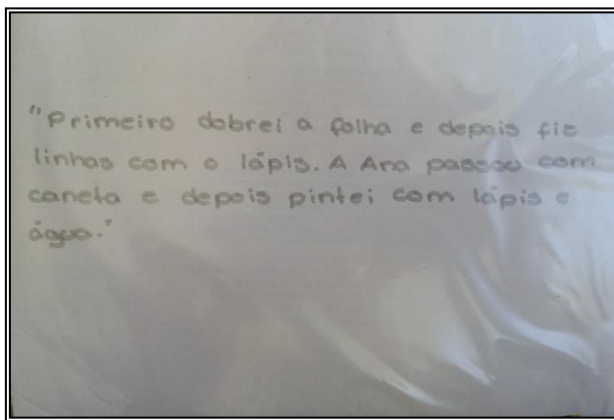 "Primeiro dobrei a folha e depois fiz
linhas com o lápis. A Ana passou com
caneta e depois pintei com lápis e
água."